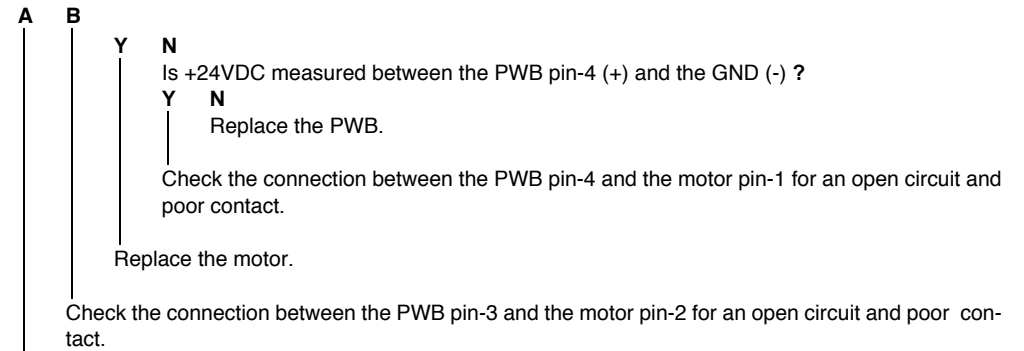 A B
Y N
Is +24VDC measured between the PWB pin-4 (+) and the GND (-) ?
Y N
Replace the PWB.
Check the connection between the PWB pin-4 and the motor pin-1 for an open circuit and
poor contact.
Replace the motor.
Check the connection between the PWB pin-3 and the motor pin-2 for an open circuit and poor con-
tact.